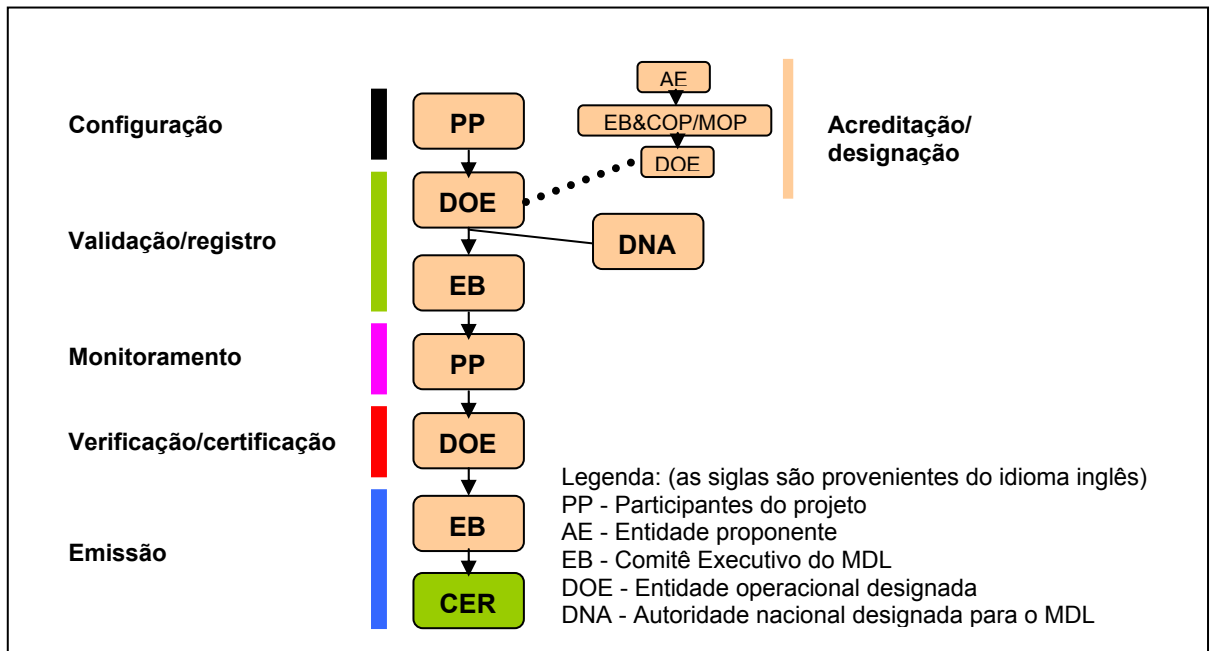 Configuração
PP
AE
EB&COP/MOP
DOE
Acreditação/
designação
Validação/registro
DOE
DNA
EB
Monitoramento
PP
Verificação/certificação
DOE
Emissão
EB
CER
Legenda: (as siglas são provenientes do idioma inglês)
PP - Participantes do projeto
AE - Entidade proponente
EB - Comitê Executivo do MDL
DOE - Entidade operacional designada
DNA - Autoridade nacional designada para o MDL